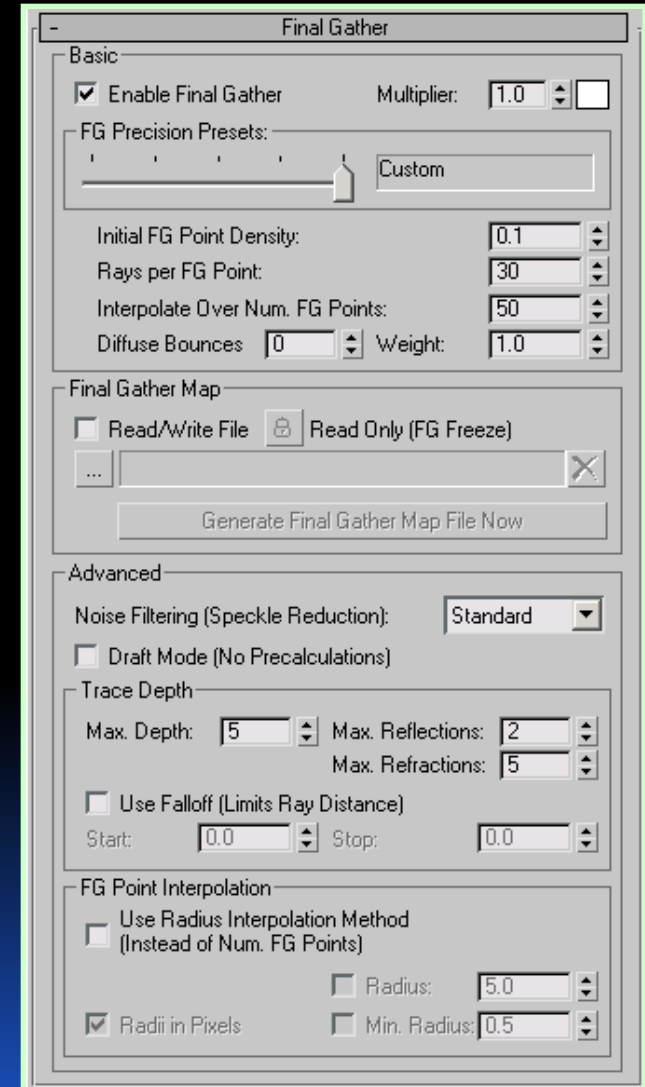 - Final Gather
Basic
Enable Final Gather Multiplier: 1.0
FG Precision Presets:
Custom
Initial FG Point Density: 0.1
Rays per FG Point: 30
Interpolate Over Num. FG Points: 50
Diffuse Bounces 0 Weight: 1.0
Final Gather Map
Read/Write File Read Only (FG Freeze)
...
Generate Final Gather Map File Now
Advanced
Noise Filtering (Speckle Reduction): Standard
Draft Mode (No Precalculations)
Trace Depth
Max. Depth: 5 Max. Reflections: 2
Max. Refractions: 5
Use Falloff (Limits Ray Distance)
Start: 0.0 Stop: 0.0
FG Point Interpolation
Use Radius Interpolation Method
(Instead of Num. FG Points)
Radius: 5.0
Radii in Pixels Min. Radius: 0.5